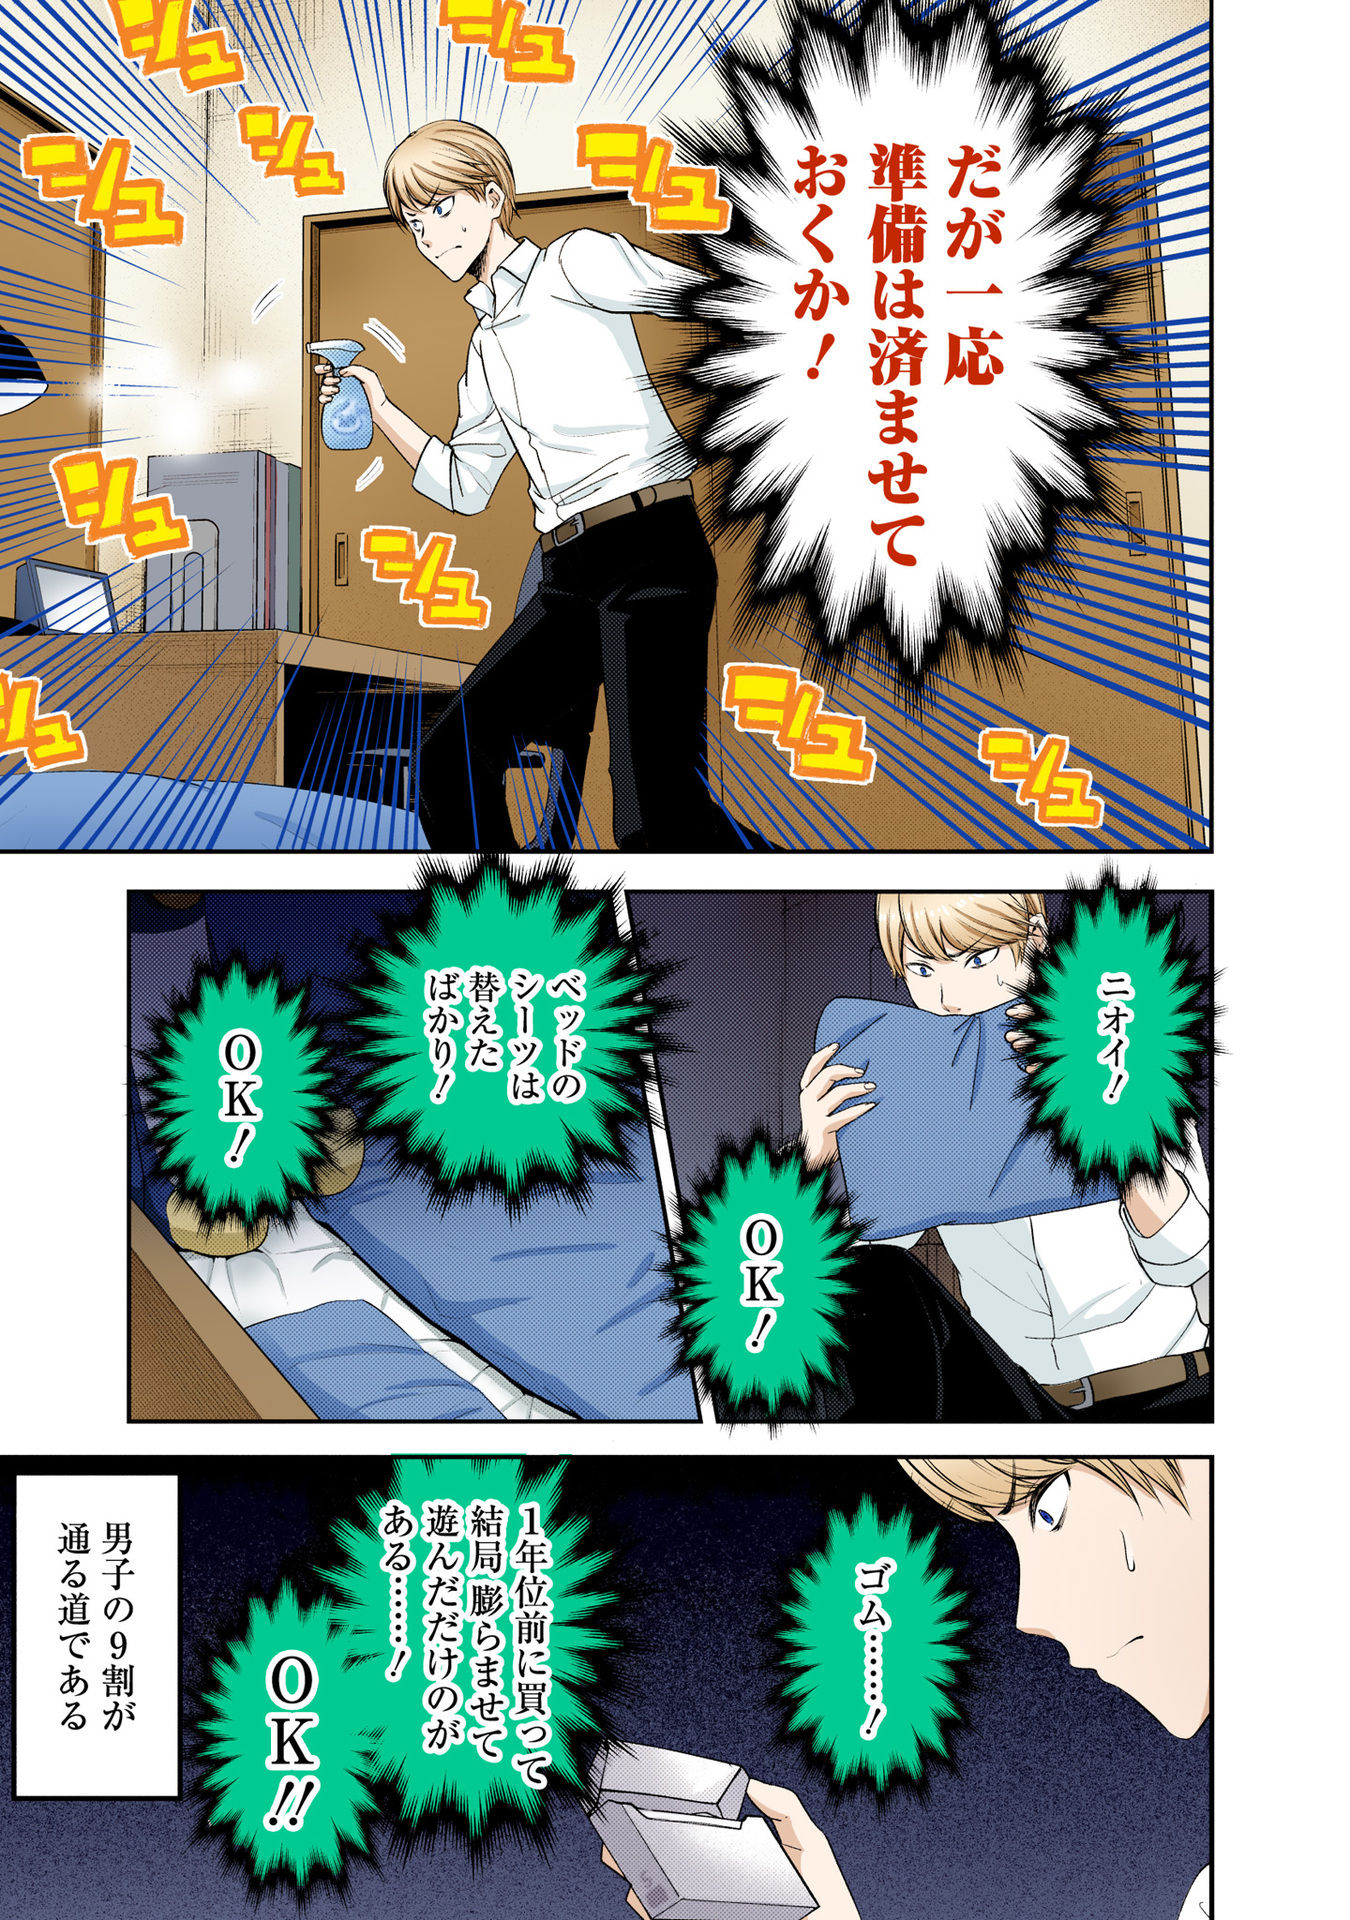 だが一応
準備は済ませて
おくか！
シュ
シュ
シュ
シュ
シュ
シュ
シュ
シュ
シュ
シュ
ニオイ！
ＯＫ！
ベッドの
シーツは
替えた
ばかり！
ＯＫ！
ゴム……！
１年位前に買って
結局膨らませて
遊んだだけのが
ある……！
ＯＫ!!
男子の９割が
通る道である